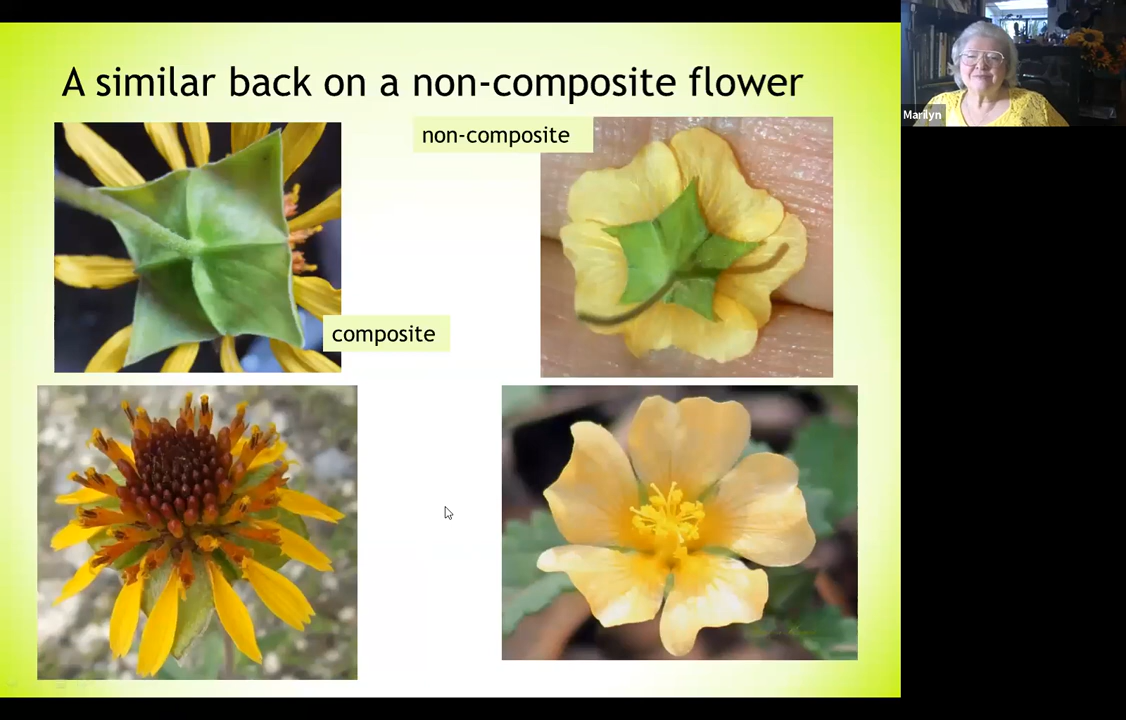 A similar back on a non-composite flower
non-composite
composite
Marilyn